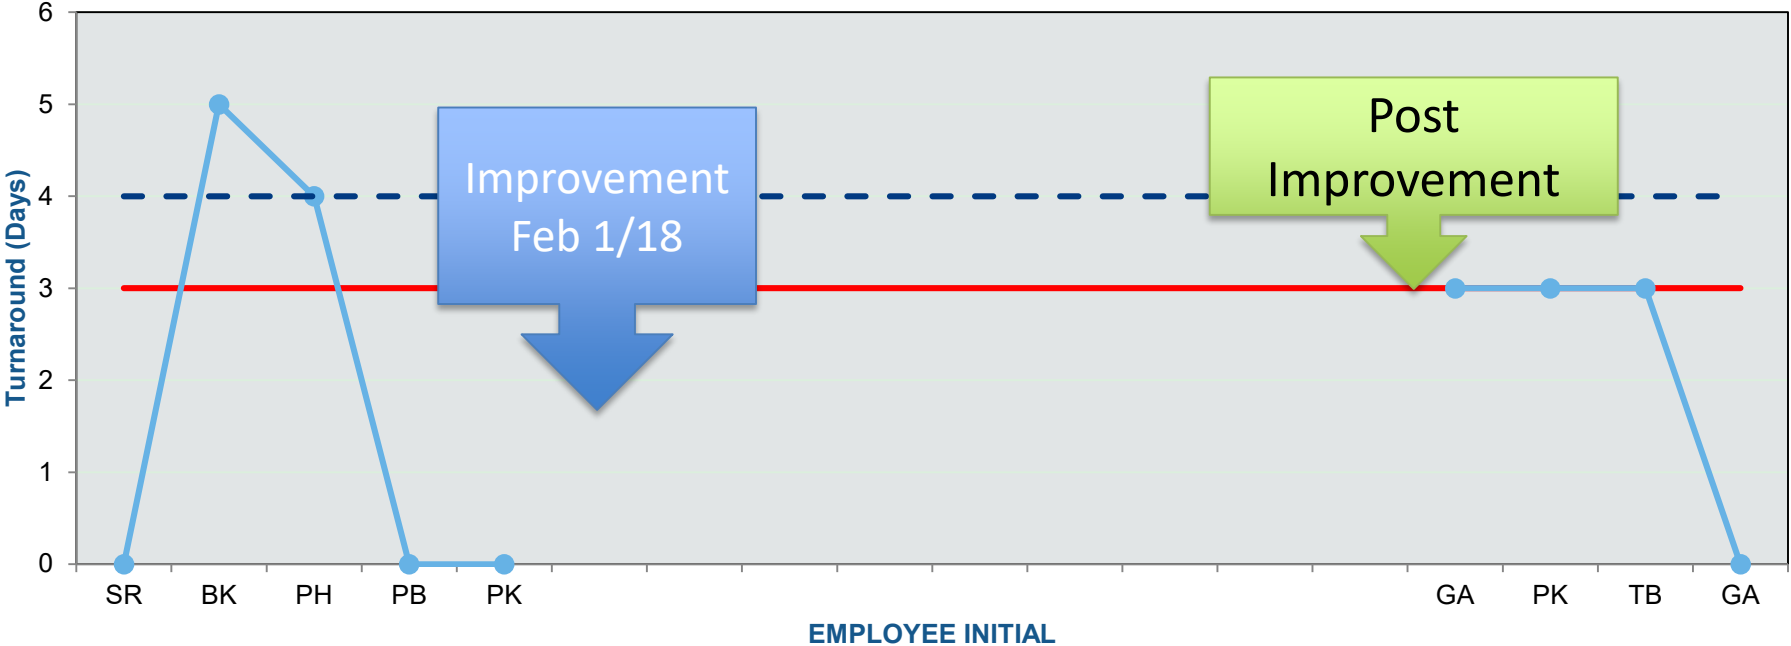 6
5
4
3
2
1
0
Turnaround (Days)
Improvement
Feb 1/18
Post
Improvement
SR BK PH PB PK GA PK TB GA
EMPLOYEE INITIAL